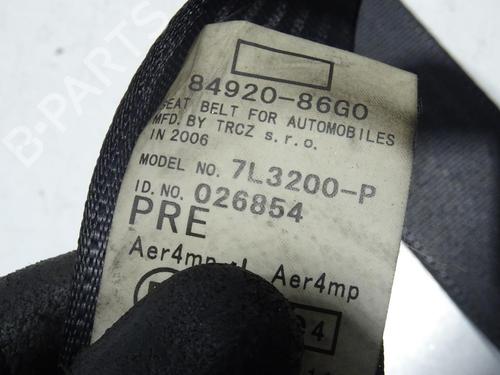 84920-86G0
SEAT BELT FOR AUTOMOBILES
MFD. BY TRCZ s.r.o.
IN 2006
MODEL NO. 7L3200-P
ID. NO. 026854
PRE
Aer4mp Aer4mp
B-PARTS